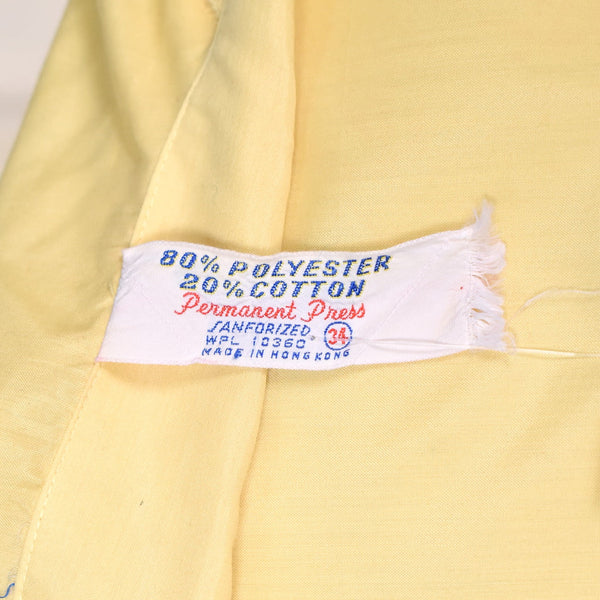 80% POLYESTER
20% COTTON
Permanent Press
SANFORIZED 34
WPL 10360
MADE IN HONG KONG